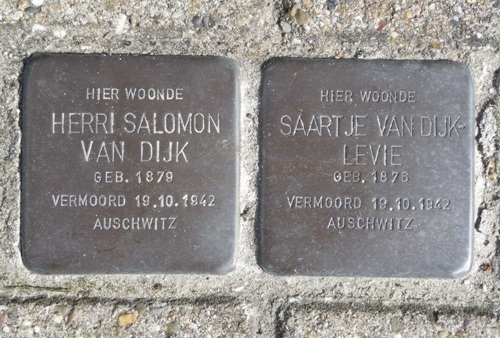 HIER WOONDE
HERRI SALOMON
VAN DIJK
GEB. 1879
VERMOORD 19.10.1942
AUSCHWITZ
HIER WOONDE
SAARTJE VAN DIJK-
LEVIE
GEB. 1876
VERMOORD 19.10.1942
AUSCHWITZ